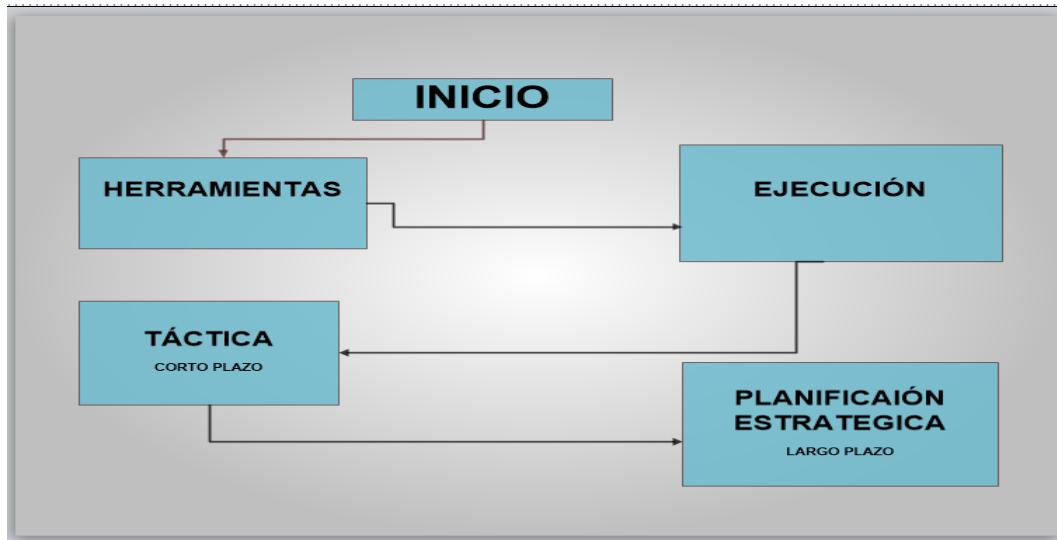 INICIO
HERRAMIENTAS
EJECUCIÓN
TÁCTICA
CORTO PLAZO
PLANIFICAIÓN
ESTRATEGICA
LARGO PLAZO